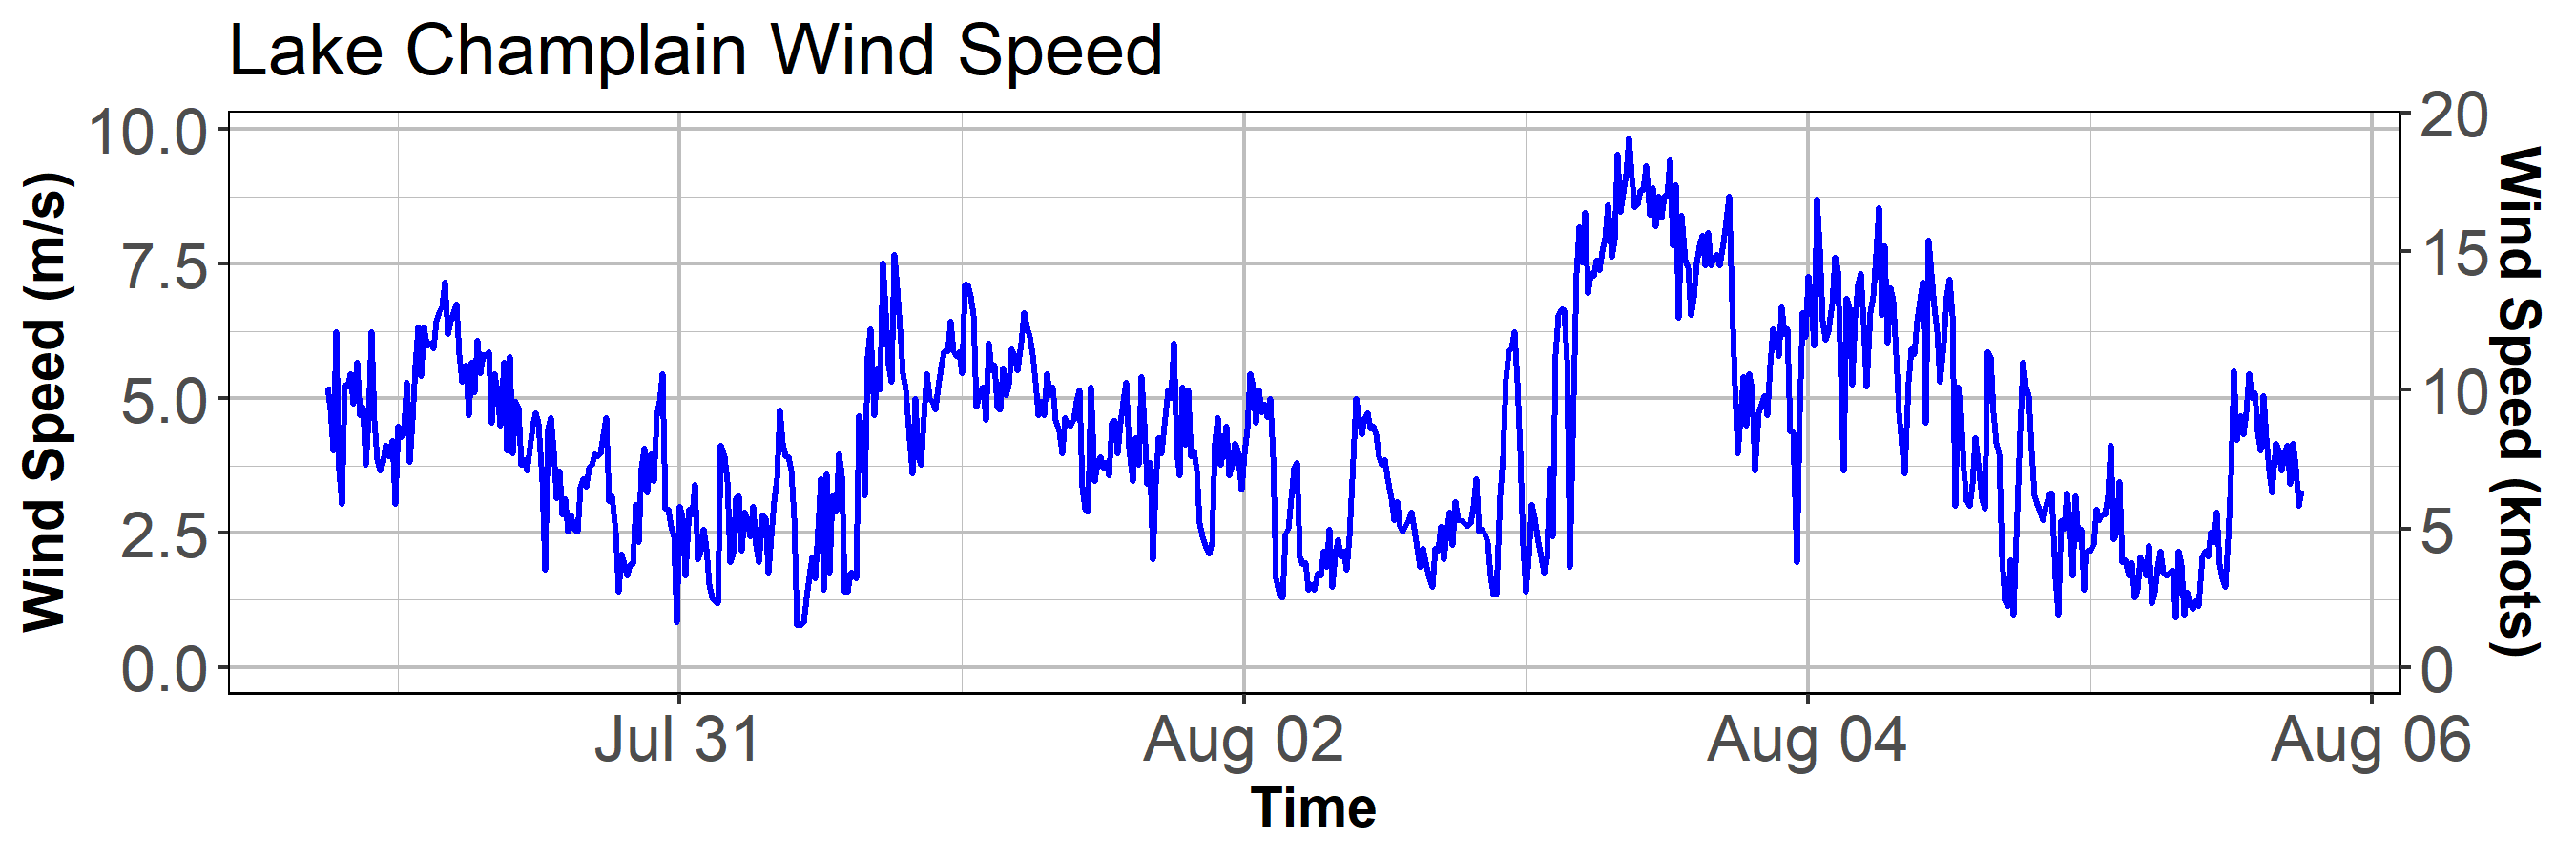 Lake Champlain Wind Speed
Wind Speed (m/s)
10.0
7.5
5.0
2.5
0.0
20
15
10
5
0
Wind Speed (knots)
Jul 31
Aug 02
Aug 04
Aug 06
Time